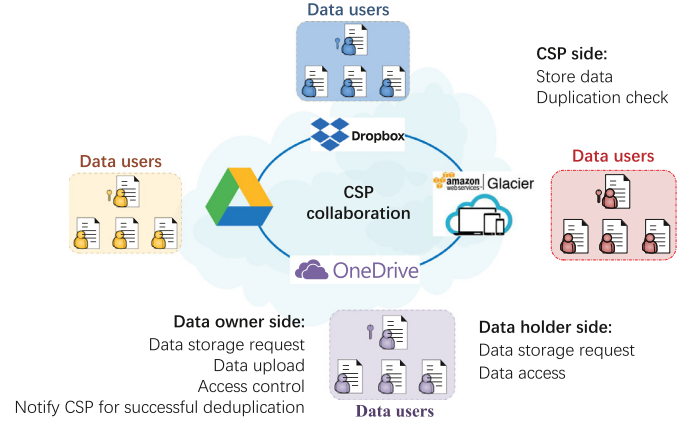 Data users
CSP side:
Store data
Duplication check
Dropbox
Data users
Data users
amazon
webservices
Glacier
CSP
collaboration
OneDrive
Data owner side:
Data storage request
Data upload
Access control
Notify CSP for successful deduplication
Data holder side:
Data storage request
Data access
Data users